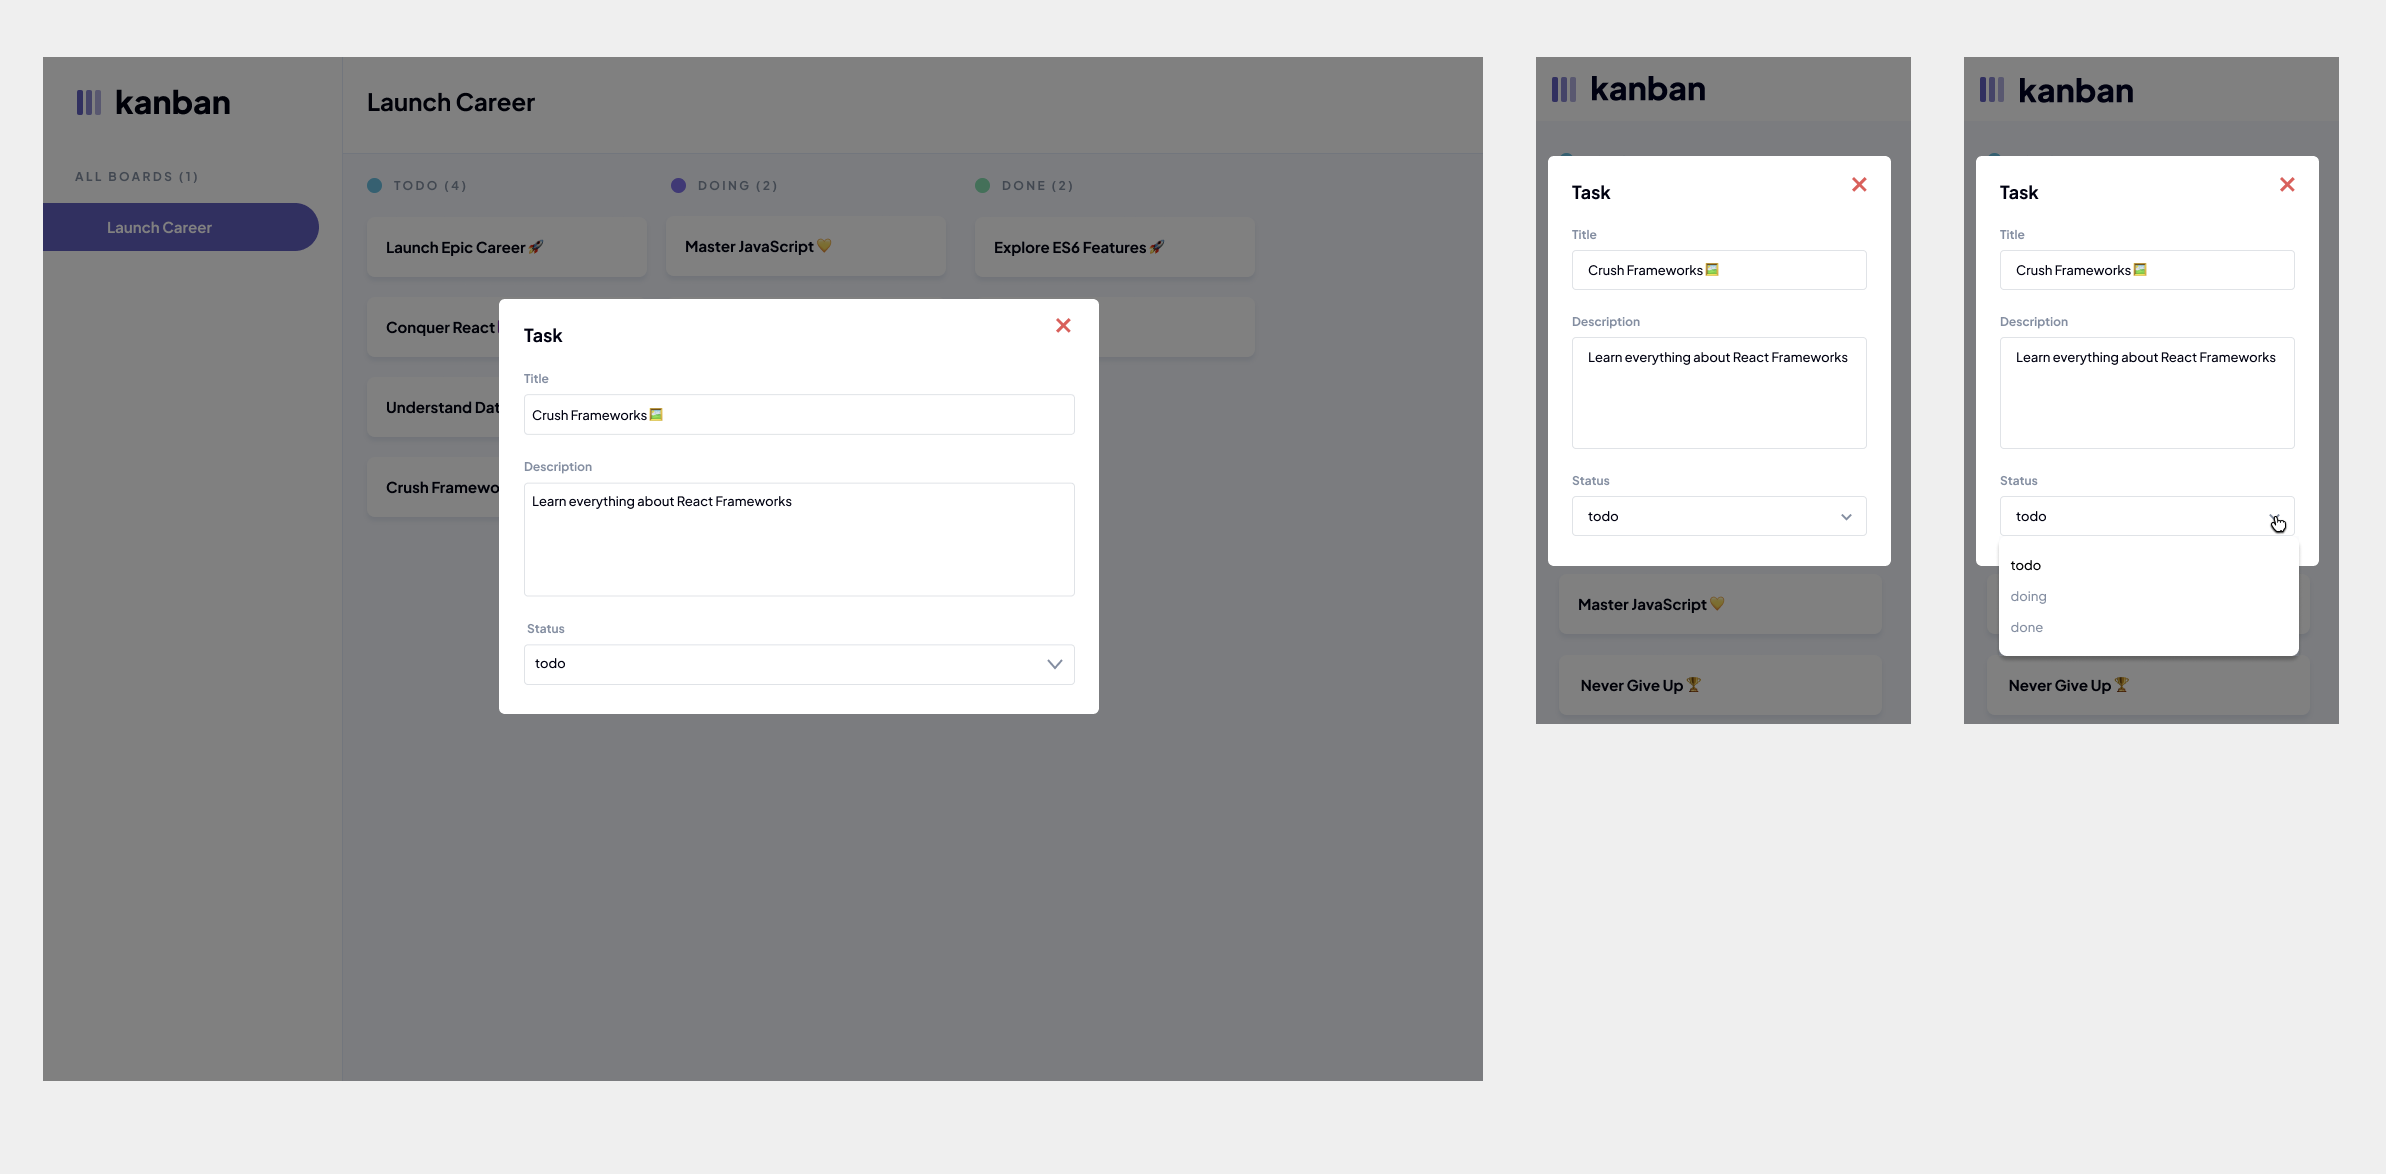 kanban
Launch Career
ALL BOARDS (1)
Launch Career
TODO (4)
DOING (2)
DONE (2)
Launch Epic Career🚀
Master JavaScript💛
Explore ES6 Features🚀
Conquer React
Understand Dat
Crush Framewo
Task
Title
Crush Frameworks🖼️
Description
Learn everything about React Frameworks
Status
todo
kanban
Task
Title
Crush Frameworks🖼️
Description
Learn everything about React Frameworks
Status
todo
Master JavaScript💛
Never Give Up🏆
kanban
Task
Title
Crush Frameworks🖼️
Description
Learn everything about React Frameworks
Status
todo
todo
doing
done
Never Give Up🏆